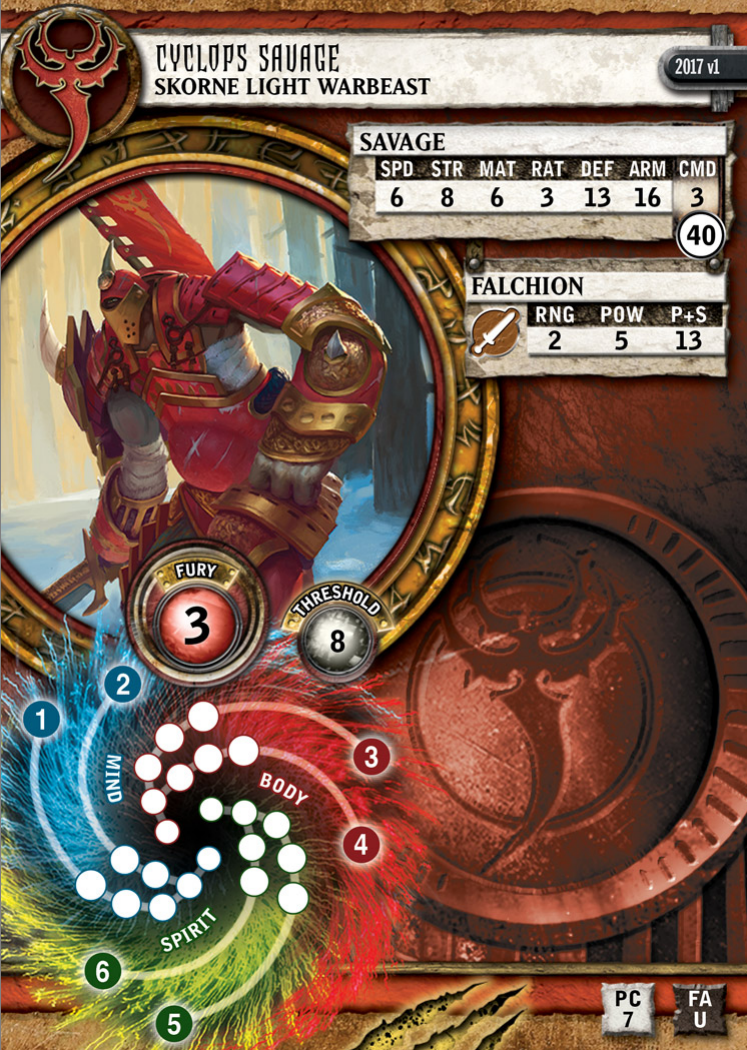 CYCLOPS SAVAGE
SKORNE LIGHT WARBEAST
2017 v1
SAVAGE
SPD STR MAT RAT DEF ARM CMD
6 8 6 3 13 16 3
40
FALCHION
RNG POW P+S
2 5 13
FURY
3
THRESHOLD
8
1
2
3
4
5
6
MIND
BODY
SPIRIT
PC
7
FA
U